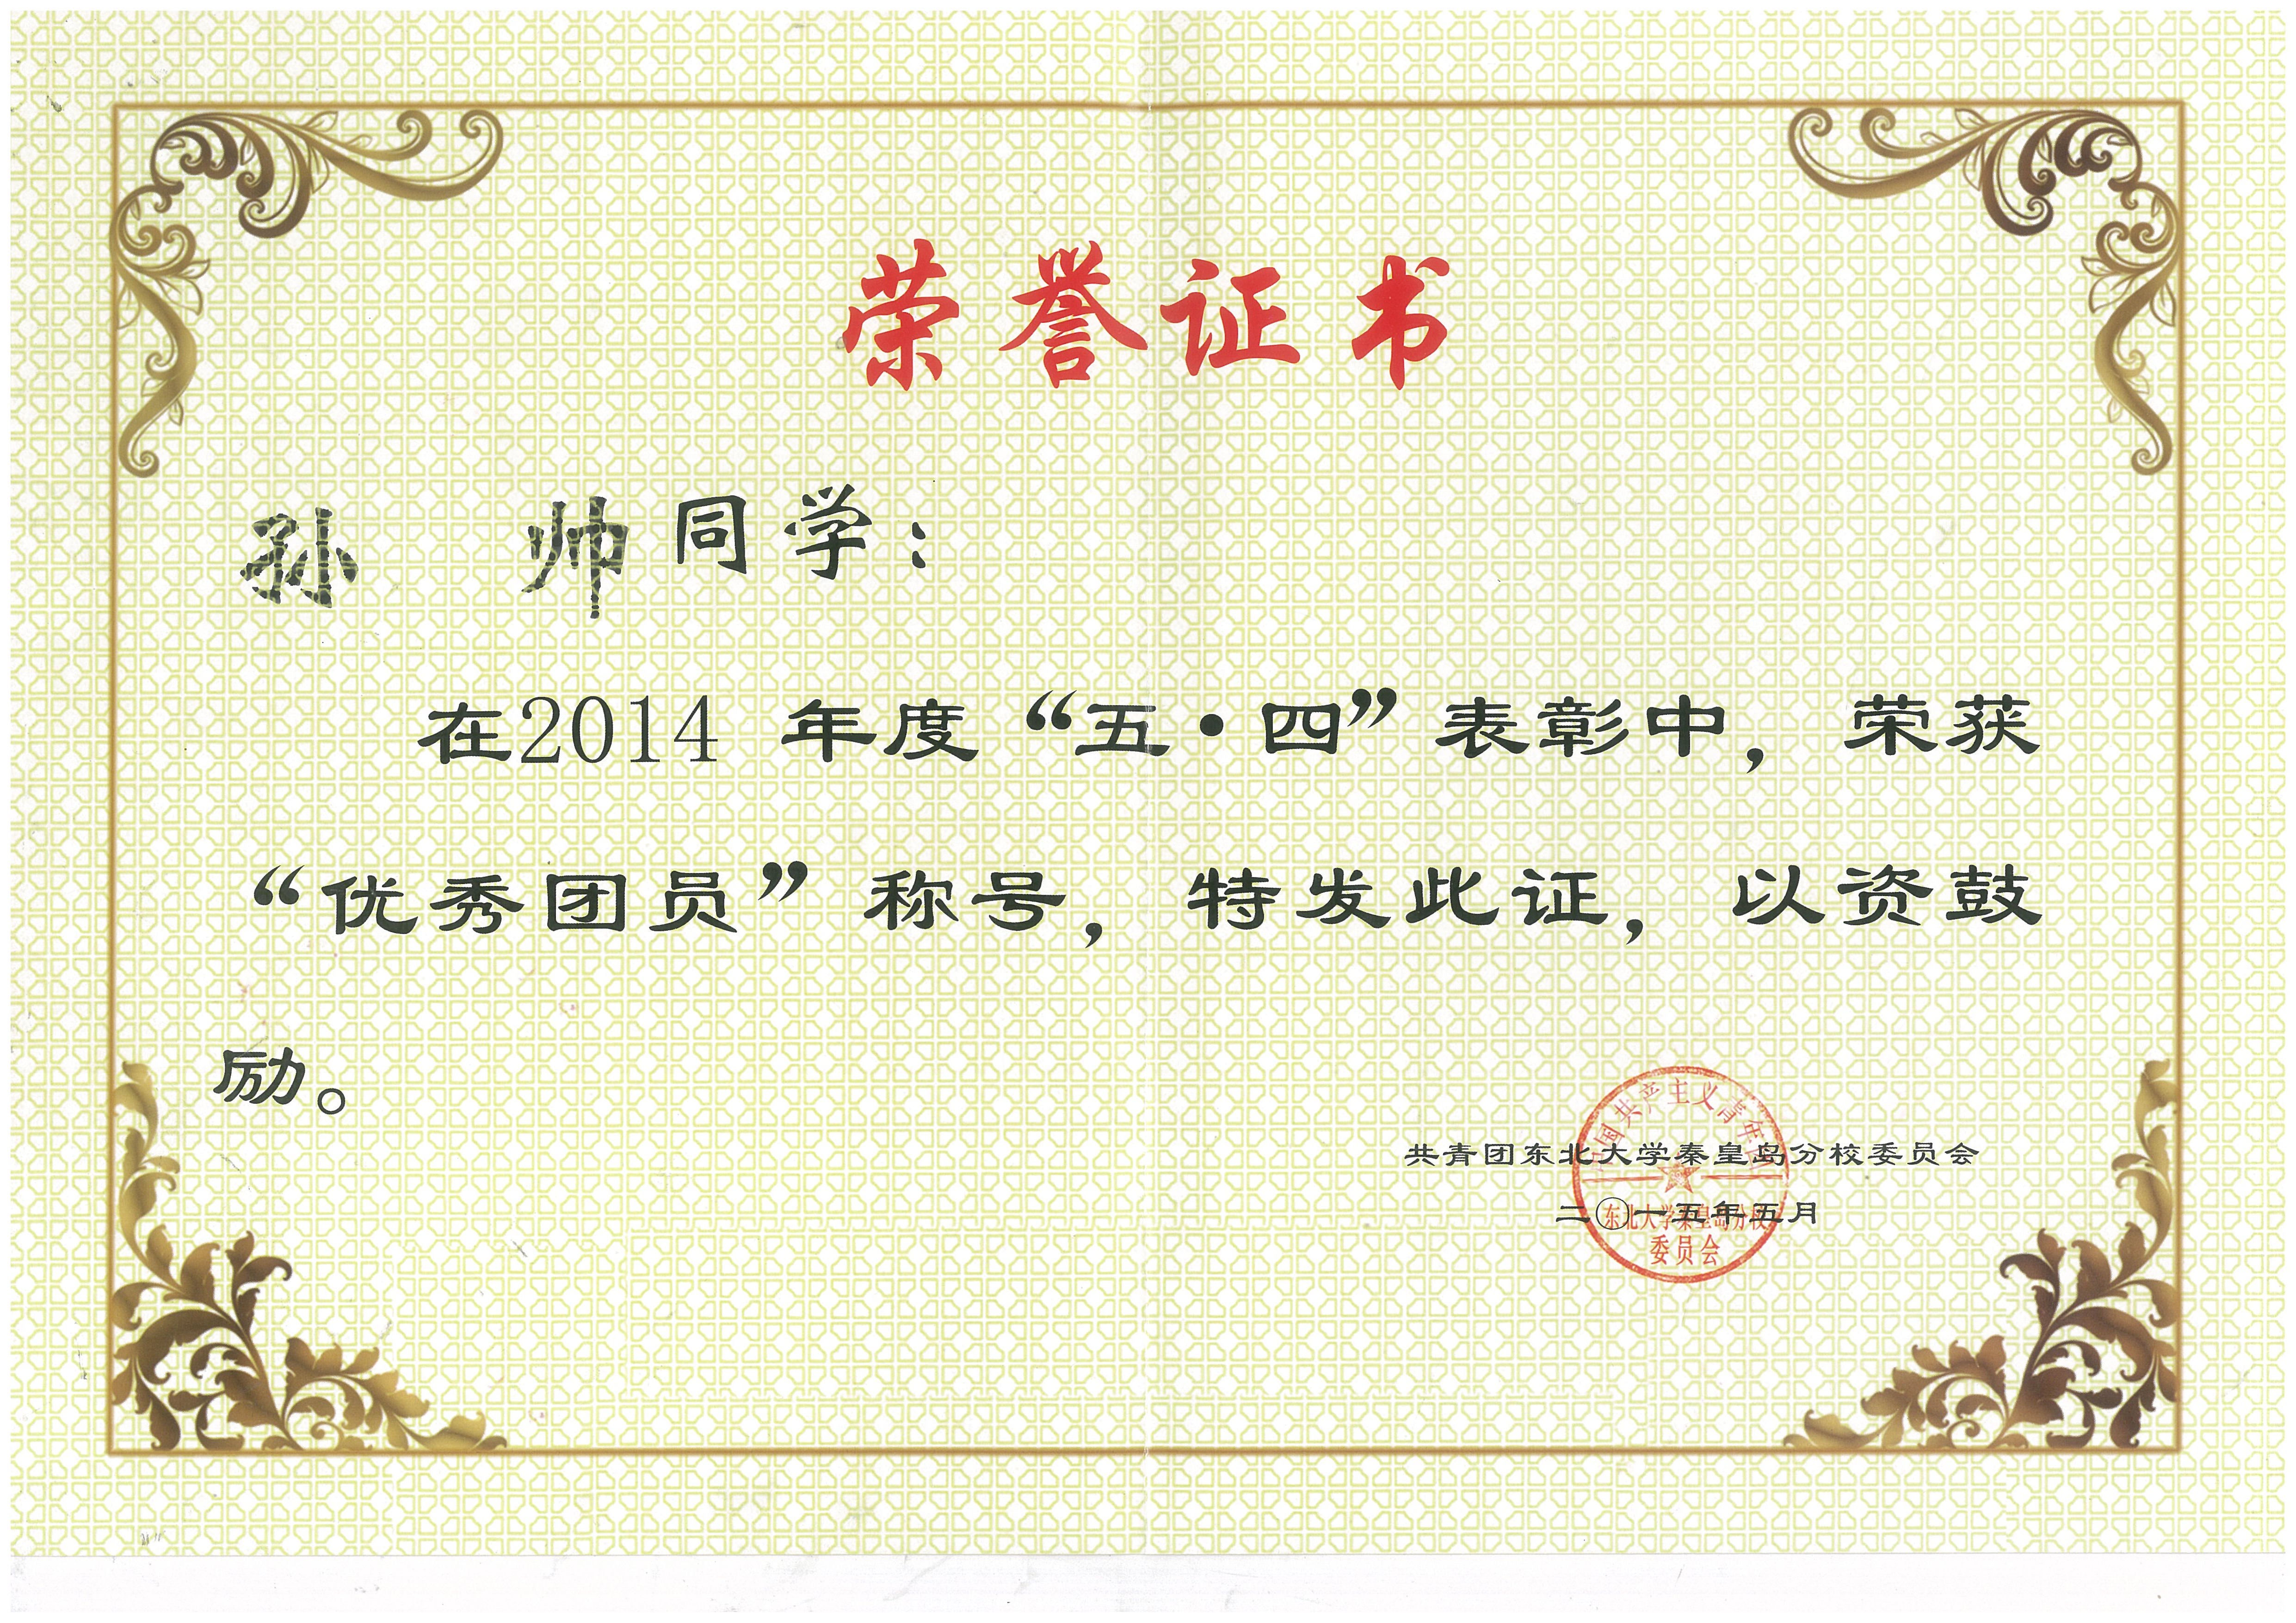 荣誉证书
孙 帅同学：
在2014 年度“五·四”表彰中，荣获
“优秀团员”称号，特发此证，以资鼓
励。
共青团东北大学秦皇岛分校委员会
二〇一五年五月
中国共产主义青年团
东北大学秦皇岛分校
委员会